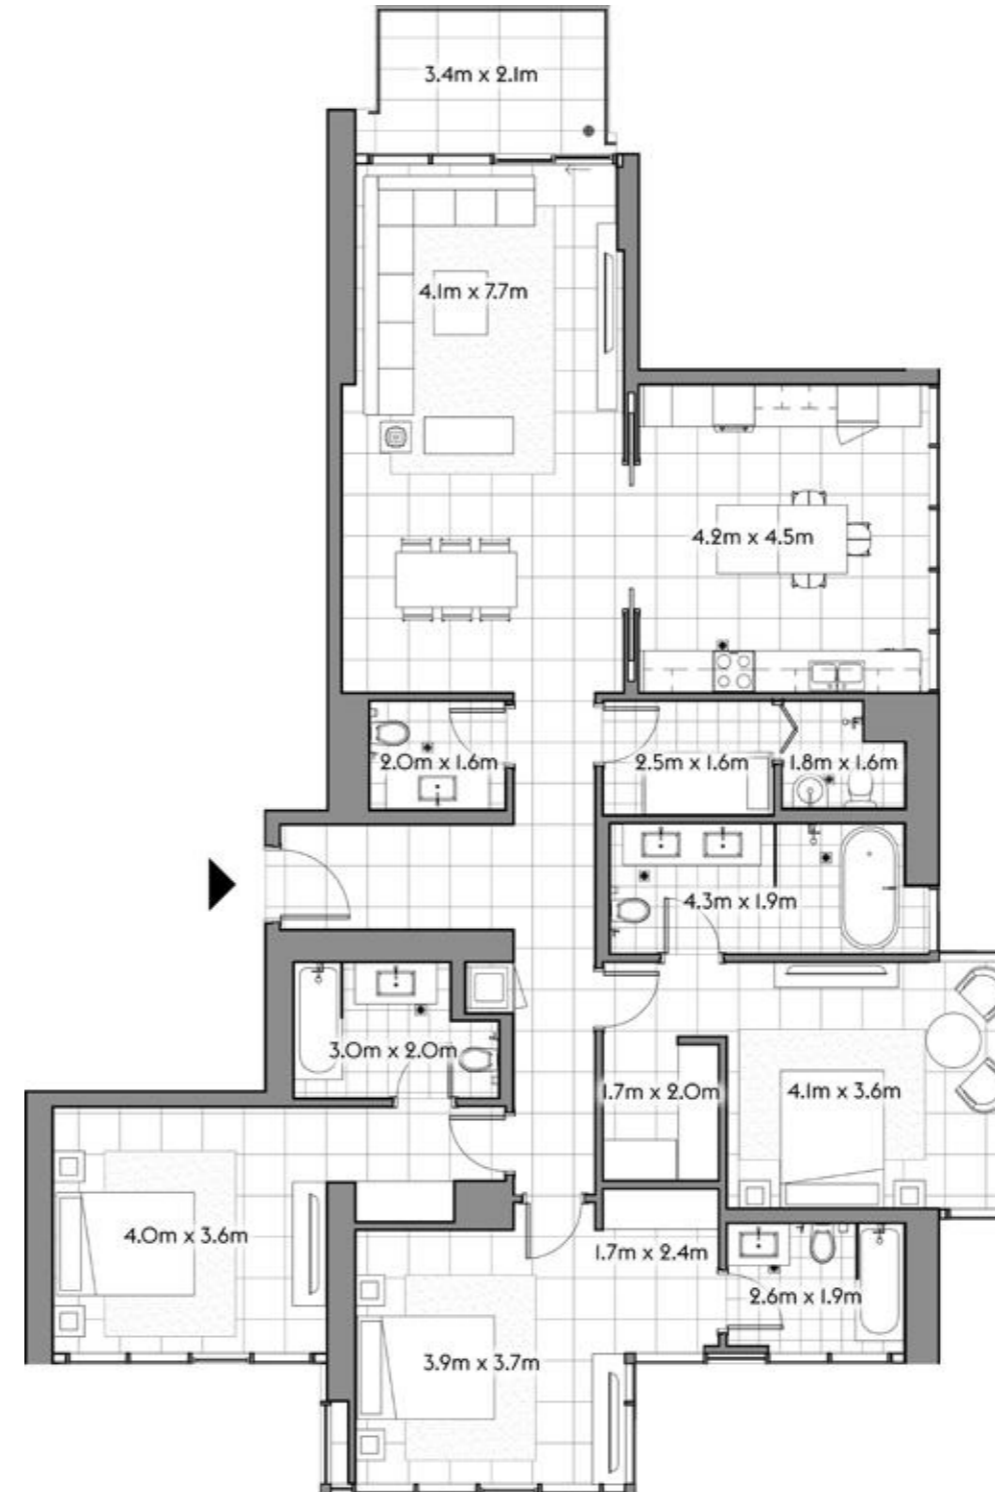 3.4m x 2.1m
4.1m x 7.7m
4.2m x 4.5m
2.0m x 1.6m
2.5m x 1.6m
1.8m x 1.6m
4.3m x 1.9m
3.0m x 2.0m
1.7m x 2.0m
4.1m x 3.6m
4.0m x 3.6m
1.7m x 2.4m
2.6m x 1.9m
3.9m x 3.7m